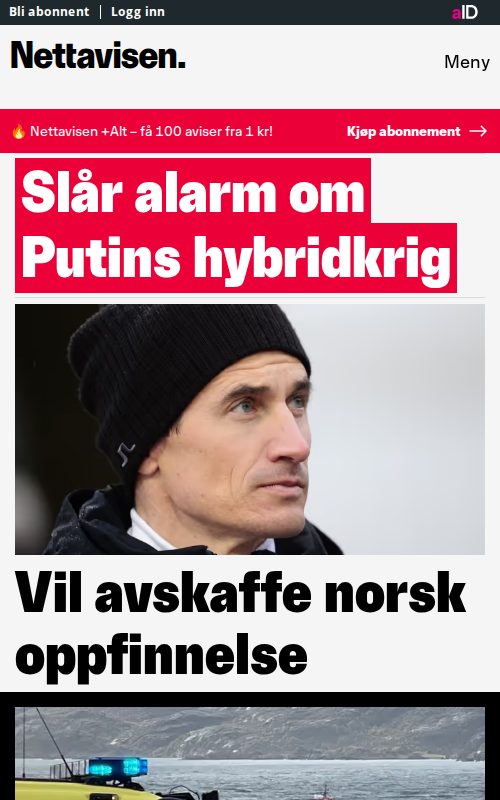 Bli abonnent
Logg inn
aID
Nettavisen.
Meny
Nettavisen +Alt – få 100 aviser fra 1 kr!
Kjøp abonnement
Slår alarm om
Putins hybridkrig
Vil avskaffe norsk
oppfinnelse